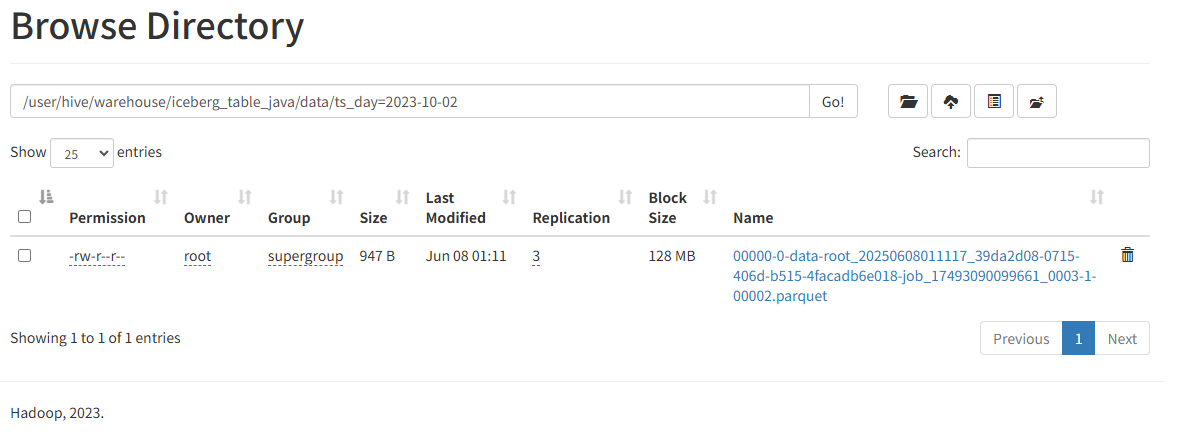 Browse Directory
/user/hive/warehouse/iceberg_table_java/data/ts_day=2023-10-02 Go!
Show 25 entries Search:
Permission Owner Group Size Last Modified Replication Block Size Name
-rw-r--r-- root supergroup 947 B Jun 08 01:11 3 128 MB 00000-0-data-root_20250608011117_39da2d08-0715-
406d-b515-4facadb6e018-job_17493090099661_0003-1-
00002.parquet
Showing 1 to 1 of 1 entries Previous 1 Next
Hadoop, 2023.